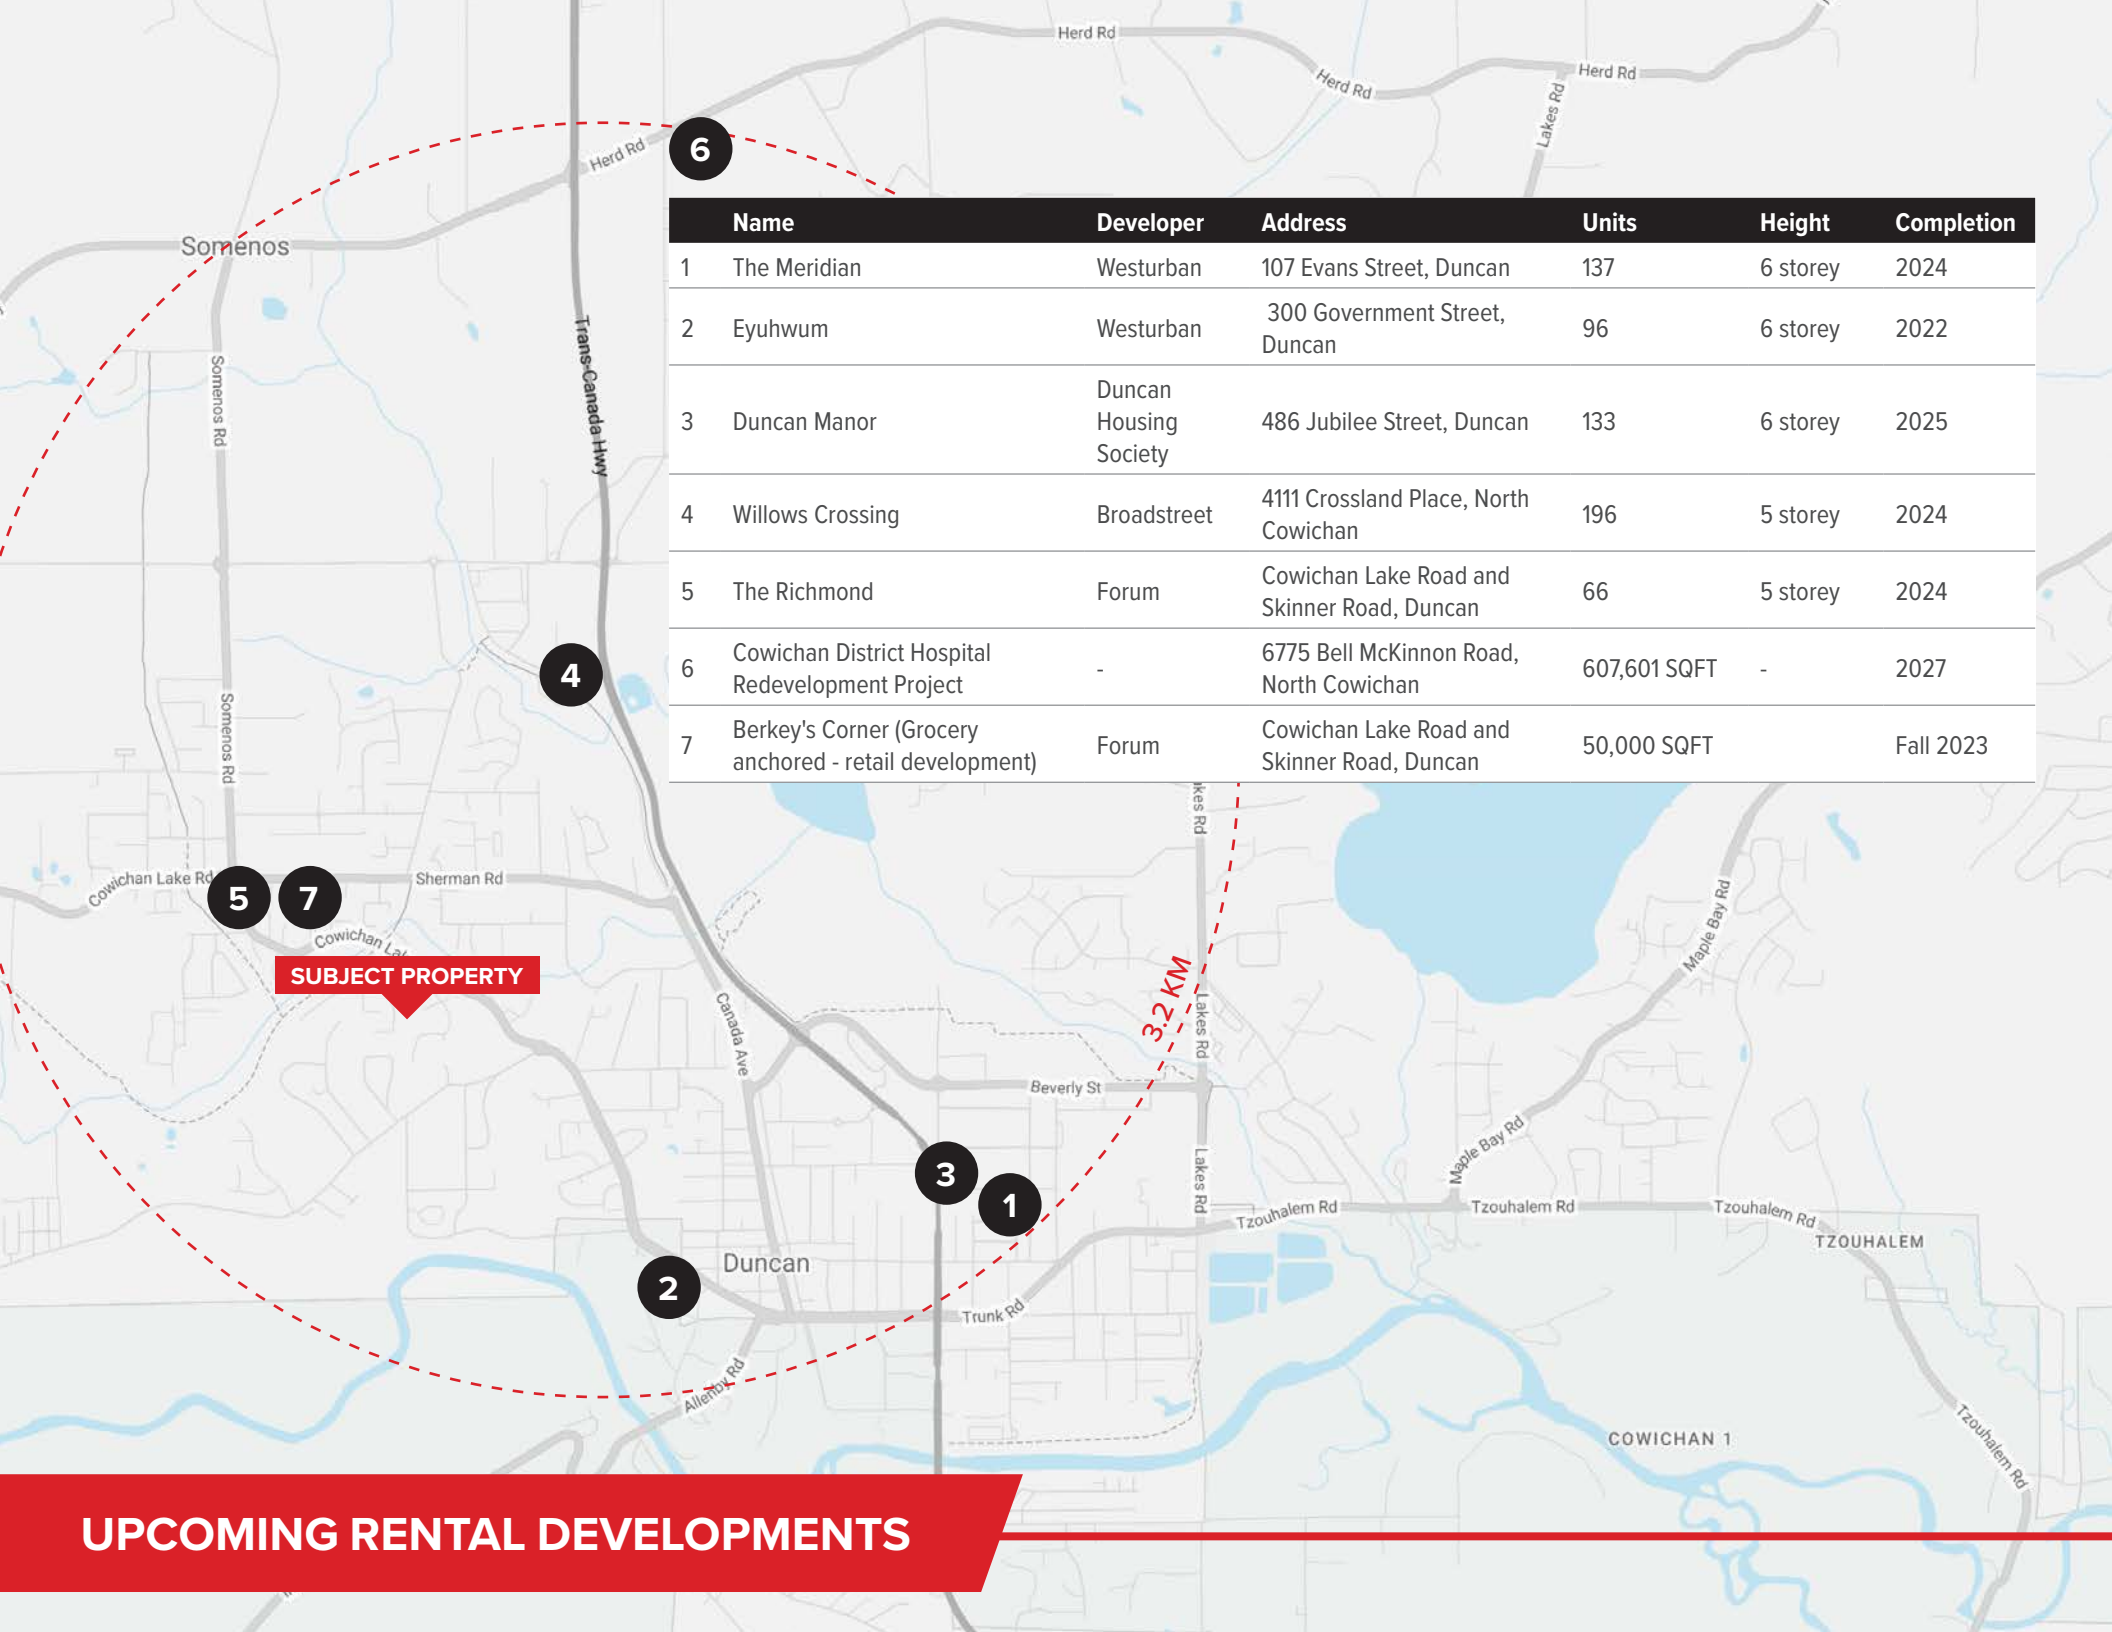 Herd Rd
Herd Rd
Herd Rd
Lakes Rd
Herd Rd
6
Somenos
Trans-Canada Hwy
Somenos Rd
Somenos Rd
Name Developer Address Units Height Completion
1 The Meridian Westurban 107 Evans Street, Duncan 137 6 storey 2024
2 Eyuhwum Westurban 300 Government Street,
Duncan 96 6 storey 2022
3 Duncan Manor Duncan
Housing
Society 486 Jubilee Street, Duncan 133 6 storey 2025
4 Willows Crossing Broadstreet 4111 Crossland Place, North
Cowichan 196 5 storey 2024
5 The Richmond Forum Cowichan Lake Road and
Skinner Road, Duncan 66 5 storey 2024
6 Cowichan District Hospital
Redevelopment Project - 6775 Bell McKinnon Road,
North Cowichan 607,601 SQFT - 2027
7 Berkey's Corner (Grocery
anchored - retail development) Forum Cowichan Lake Road and
Skinner Road, Duncan 50,000 SQFT Fall 2023
4
kes Rd
Cowichan Lake Rd
5
7
Sherman Rd
Cowichan Lak
SUBJECT PROPERTY
Maple Bay Rd
3.2 KM
Canada Ave
Lakes Rd
Beverly St
Maple Bay Rd
3
1
Lakes Rd
Tzouhalem Rd
Tzouhalem Rd
Tzouhalem Rd
TZOUHALEM
Duncan
2
Trunk Rd
Allenby Rd
COWICHAN 1
Tzouhalem Rd
UPCOMING RENTAL DEVELOPMENTS